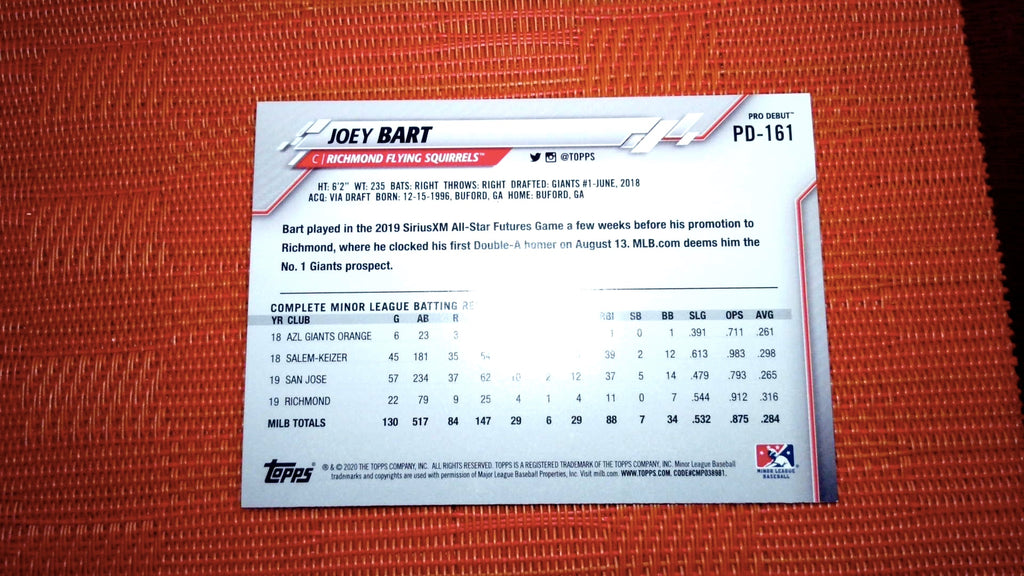 PRO DEBUT™
JOEY BART
PD-161
C | RICHMOND FLYING SQUIRRELS™
@TOPPS
HT: 6'2" WT: 235 BATS: RIGHT THROWS: RIGHT DRAFTED: GIANTS #1-JUNE, 2018
ACQ: VIA DRAFT BORN: 12-15-1996, BUFORD, GA HOME: BUFORD, GA
Bart played in the 2019 SiriusXM All-Star Futures Game a few weeks before his promotion to
Richmond, where he clocked his first Double-A homer on August 13. MLB.com deems him the
No. 1 Giants prospect.
COMPLETE MINOR LEAGUE BATTING
YR CLUB G AB R RBI SB BB SLG OPS AVG
18 AZL GIANTS ORANGE 6 23 3 0 1 .391 .711 .261
18 SALEM-KEIZER 45 181 35 54 39 2 12 .613 .983 .298
19 SAN JOSE 57 234 37 62 2 12 37 5 14 .479 .793 .265
19 RICHMOND 22 79 9 25 4 1 4 11 0 7 .544 .912 .316
MILB TOTALS 130 517 84 147 29 6 29 88 7 34 .532 .875 .284
TOPPS®
® & © 2020 THE TOPPS COMPANY, INC. ALL RIGHTS RESERVED. TOPPS IS A REGISTERED TRADEMARK OF THE TOPPS COMPANY, INC. Minor League Baseball
trademarks and copyrights are used with permission of Major League Baseball Properties, Inc. Visit milb.com. WWW.TOPPS.COM. CODE#CMP038981.
MINOR LEAGUE
BASEBALL